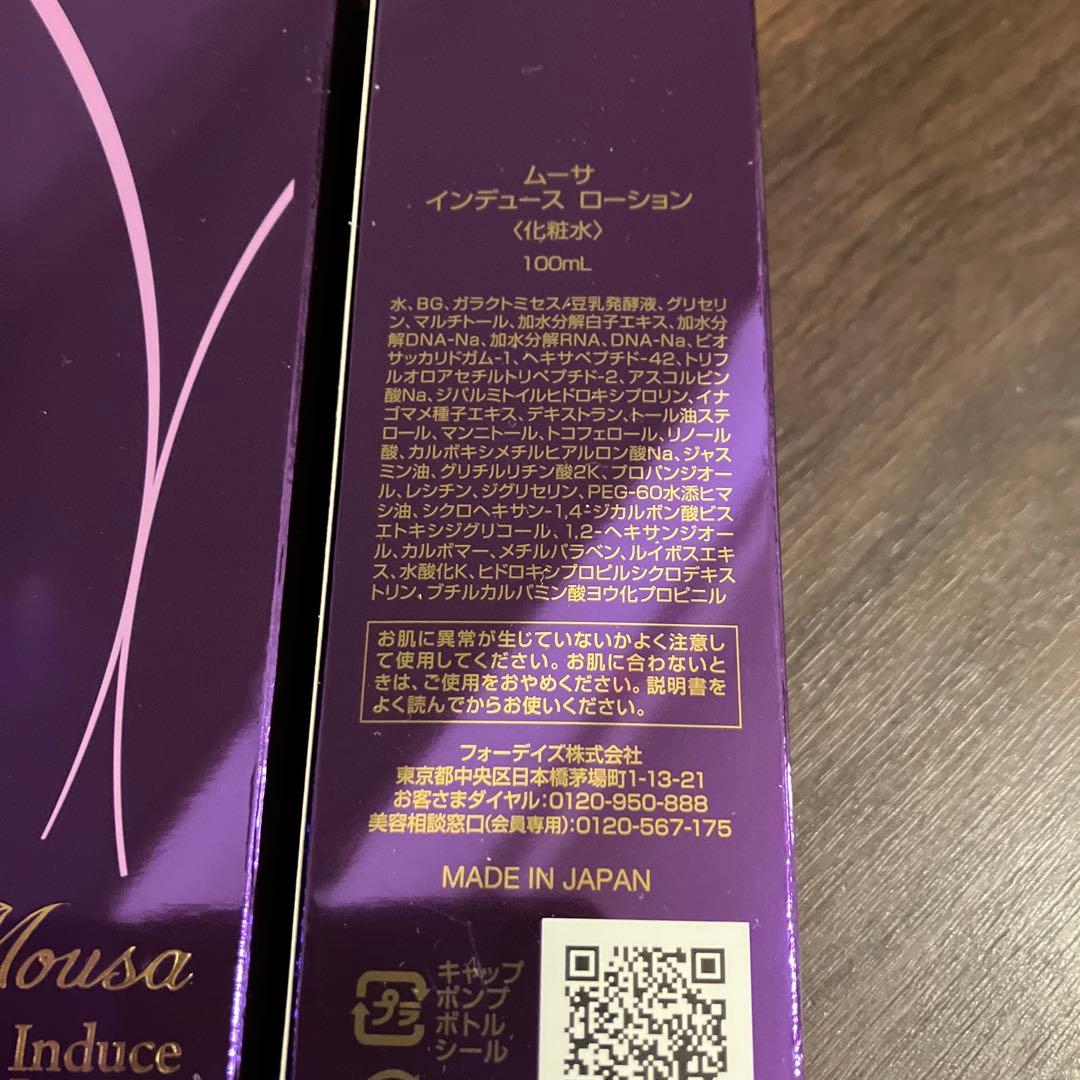 ムーサ
インデュース ローション
〈化粧水〉
100mL
水、BG、ガラクトミセス/豆乳発酵液、グリセリ
ン、マルチトール、加水分解白子エキス、加水分
解DNA-Na、加水分解RNA、DNA-Na、ビオ
サッカリドガム-1、ヘキサペプチド-42、トリフ
ルオロアセチルトリペプチド-2、アスコルビン
酸Na、ジパルミトイルヒドロキシプロリン、イナ
ゴマメ種子エキス、デキストラン、トール油ステ
ロール、マンニトール、トコフェロール、リノール
酸、カルボキシメチルヒアルロン酸Na、ジャス
ミン油、グリチルリチン酸2K、プロパンジオー
ル、レシチン、ジグリセリン、PEG-60水添ヒマ
シ油、シクロヘキサン-1,4-ジカルボン酸ビス
エトキシジグリコール、1,2-ヘキサンジオー
ル、カルボマー、メチルパラベン、ルイボスエキ
ス、水酸化K、ヒドロキシプロピルシクロデキス
トリン、ブチルカルバミン酸ヨウ化プロピニル
お肌に異常が生じていないかよく注意し
て使用してください。お肌に合わないと
きは、ご使用をおやめください。説明書を
よく読んでからお使いください。
フォーデイズ株式会社
東京都中央区日本橋茅場町1-13-21
お客さまダイヤル:0120-950-888
美容相談窓口(会員専用):0120-567-175
MADE IN JAPAN
プラ
キャップ
ポンプ
ボトル
シール
Mousa
Induce